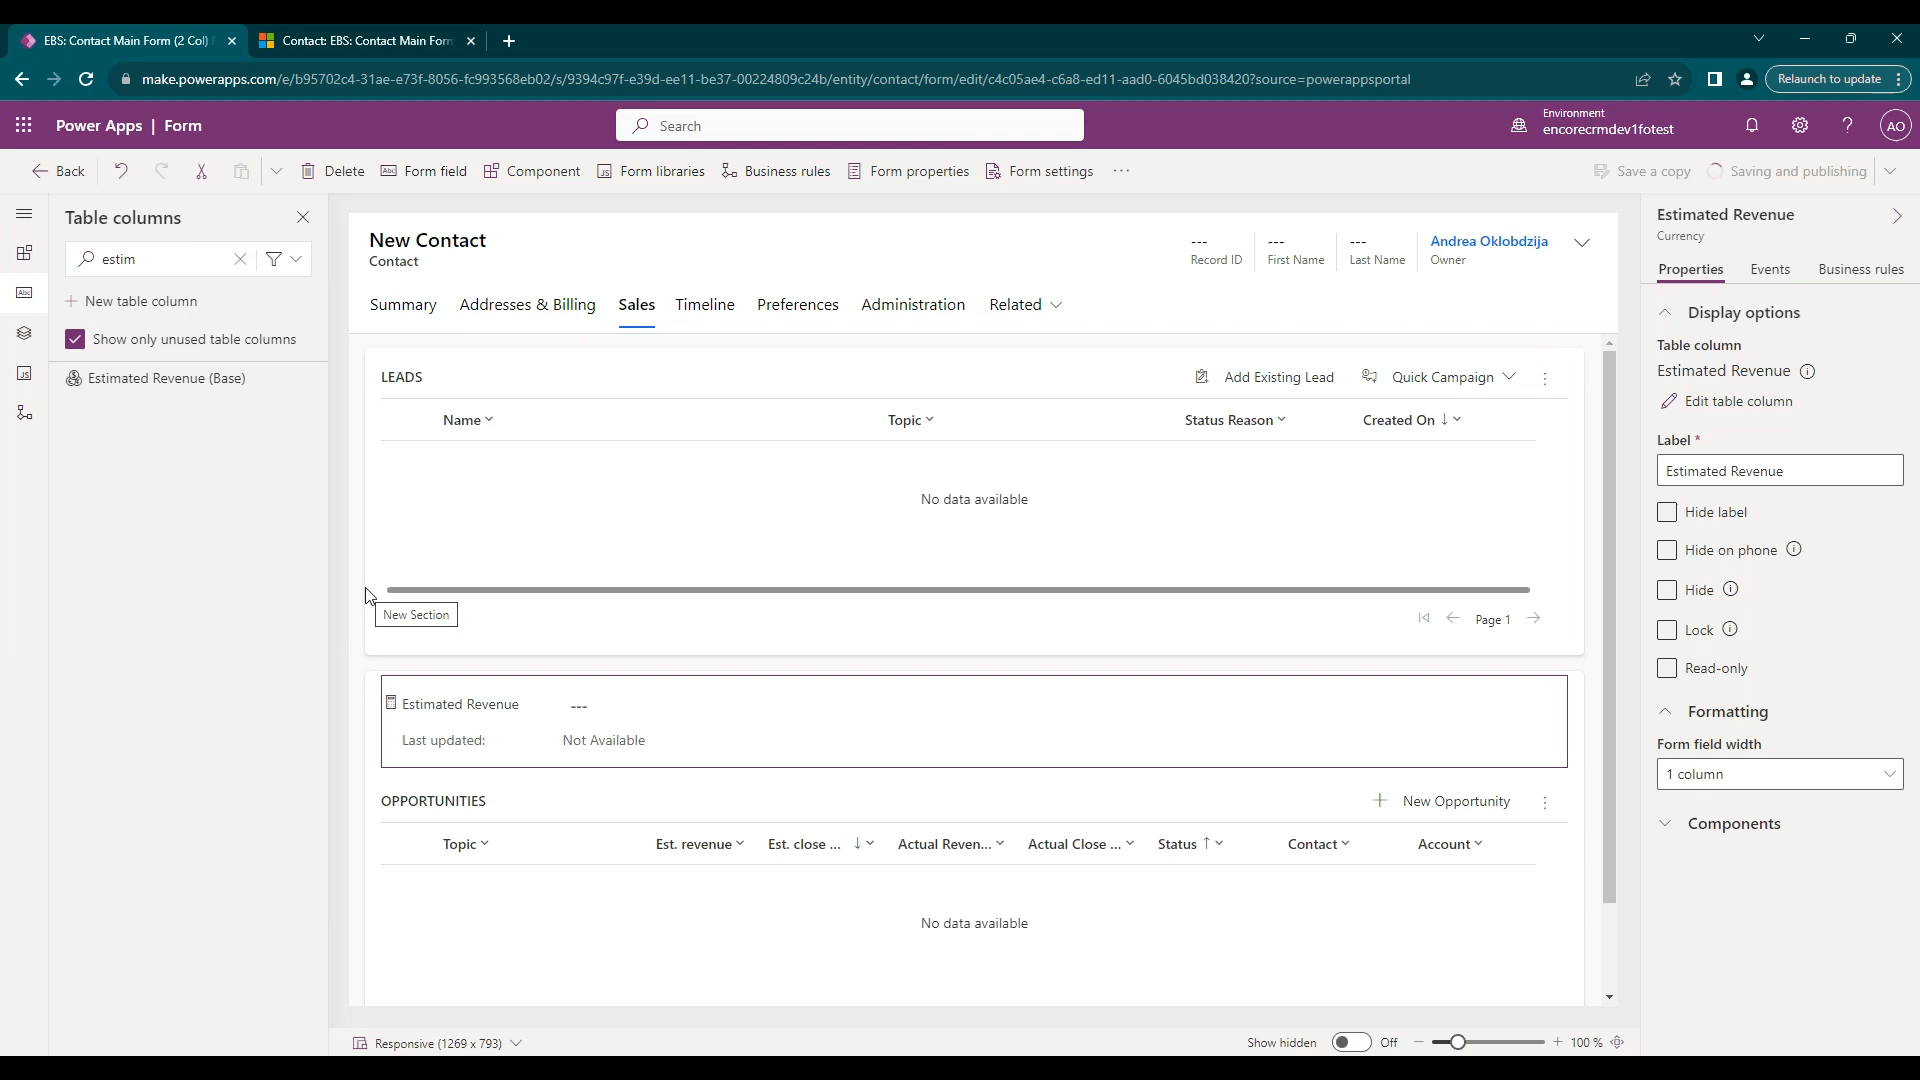 EBS: Contact Main Form (2 Col)
Contact: EBS: Contact Main Form
make.powerapps.com/e/b95702c4-31ae-e73f-8056-fc993568eb02/s/9394c97f-e39d-ee11-be37-00224809c24b/entity/contact/form/edit/c4c05ae4-c6a8-ed11-aad0-6045bd038420?source=powerappsportal
Relaunch to update
Power Apps | Form
Search
Environment
encorecrmdev1fotest
AO
Back
Delete
Form field
Component
Form libraries
Business rules
Form properties
Form settings
Save a copy
Saving and publishing
Table columns
estim
New table column
Show only unused table columns
Estimated Revenue (Base)
New Contact
Contact
---
Record ID
---
First Name
---
Last Name
Andrea Oklobdzija
Owner
Summary
Addresses & Billing
Sales
Timeline
Preferences
Administration
Related
LEADS
Add Existing Lead
Quick Campaign
Name
Topic
Status Reason
Created On
No data available
New Section
Page 1
Estimated Revenue
---
Last updated:
Not Available
OPPORTUNITIES
New Opportunity
Topic
Est. revenue
Est. close ...
Actual Reven...
Actual Close ...
Status
Contact
Account
No data available
Responsive (1269 x 793)
Show hidden
Off
100 %
Estimated Revenue
Currency
Properties
Events
Business rules
Display options
Table column
Estimated Revenue
Edit table column
Label *
Estimated Revenue
Hide label
Hide on phone
Hide
Lock
Read-only
Formatting
Form field width
1 column
Components